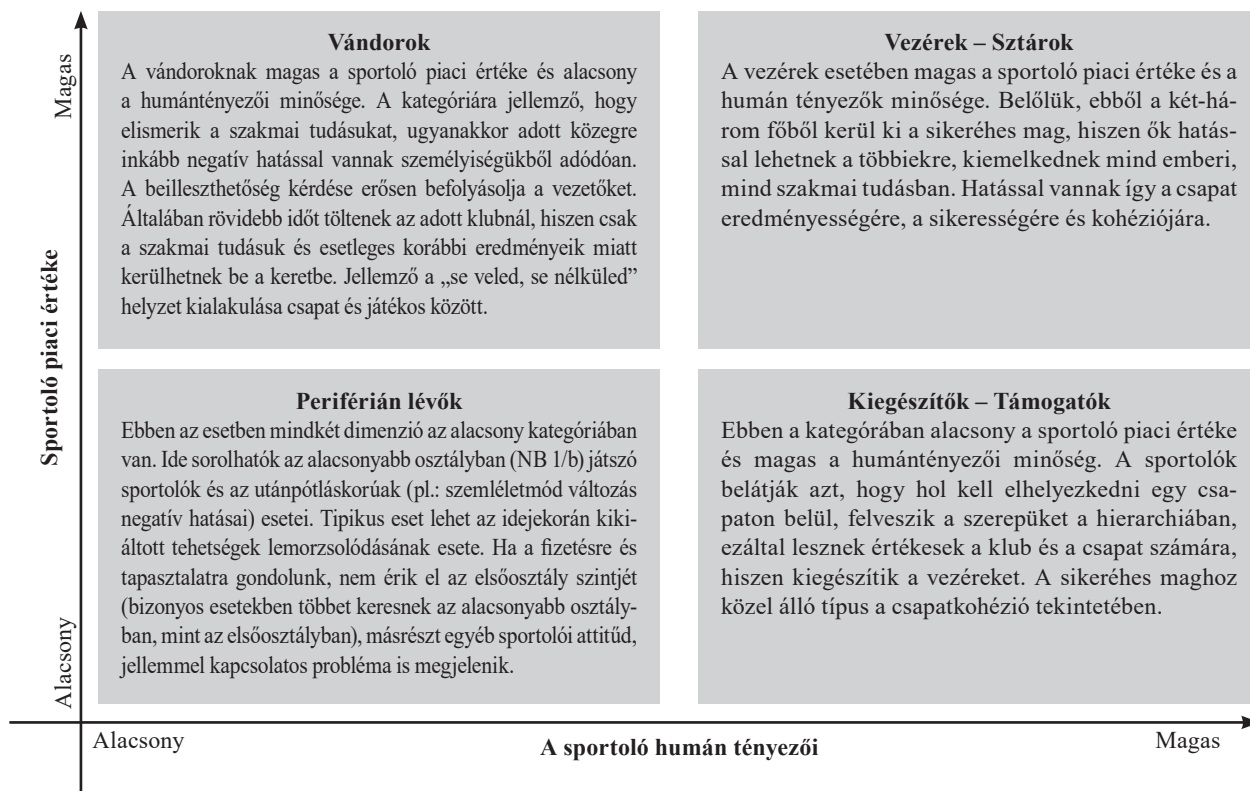 Magas
Sportoló piaci értéke
Alacsony
Vándorok
A vándoroknak magas a sportoló piaci értéke és alacsony
a humántényezői minősége. A kategóriára jellemző, hogy
elismerik a szakmai tudásukat, ugyanakkor adott közegre
inkább negatív hatással vannak személyiségükből adódóan.
A beilleszthetőség kérdése erősen befolyásolja a vezetőket.
Általában rövidebb időt töltenek az adott klubnál, hiszen csak
a szakmai tudásuk és esetleges korábbi eredményeik miatt
kerülhetnek be a keretbe. Jellemző a „se veled, se nélküled”
helyzet kialakulása csapat és játékos között.
Vezérek – Sztárok
A vezérek esetében magas a sportoló piaci értéke és a
humán tényezők minősége. Belőlük, ebből a két-há-
rom főből kerül ki a sikeréhes mag, hiszen ők hatás-
sal lehetnek a többiekre, kiemelkednek mind emberi,
mind szakmai tudásban. Hatással vannak így a csapat
eredményességére, a sikerességére és kohéziójára.
Periférián lévők
Ebben az esetben mindkét dimenzió az alacsony kategóriában
van. Ide sorolhatók az alacsonyabb osztályban (NB 1/b) játszó
sportolók és az utánpótláskorúak (pl.: szemléletmód változás
negatív hatásai) esetei. Tipikus eset lehet az idejekorán kiki-
áltott tehetségek lemorzsolódásának esete. Ha a fizetésre és
tapasztalatra gondolunk, nem érik el az elsőosztály szintjét
(bizonyos esetekben többet keresnek az alacsonyabb osztály-
ban, mint az elsőosztályban), másrészt egyéb sportolói attitűd,
jellemmel kapcsolatos probléma is megjelenik.
Kiegészítők – Támogatók
Ebben a kategórában alacsony a sportoló piaci értéke
és magas a humántényezői minőség. A sportolók
belátják azt, hogy hol kell elhelyezkedni egy csa-
paton belül, felveszik a szerepüket a hierarchiában,
ezáltal lesznek értékesek a klub és a csapat számára,
hiszen kiegészítik a vezéreket. A sikeréhes maghoz
közel álló típus a csapatkohézió tekintetében.
Alacsony
A sportoló humán tényezői
Magas